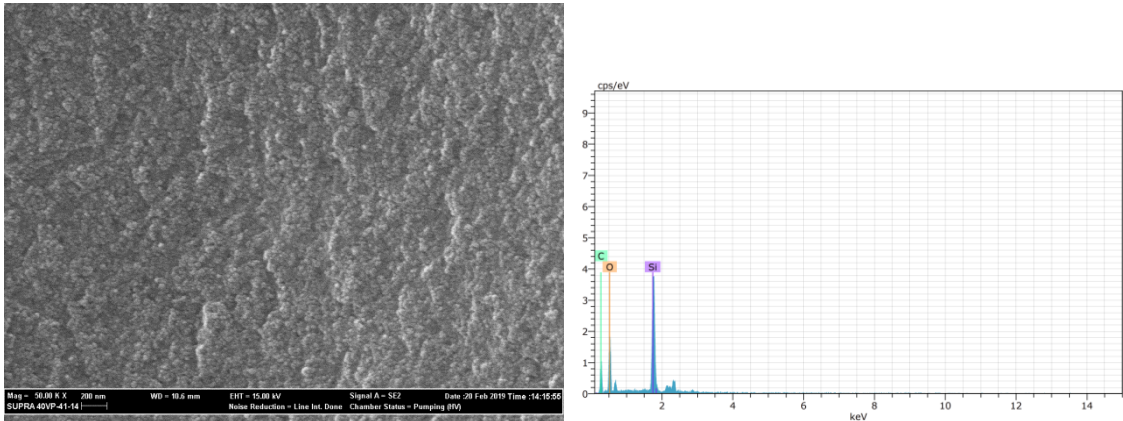 Mag = 50.00 K X 200 nm WD = 10.6 mm EHT = 15.00 kV Signal A = SE2 Date :20 Feb 2019 Time :14:15:55
SUPRA 40VP-41-14 Noise Reduction = Line Int. Done Chamber Status = Pumping (HV)
cps/eV
9
8
7
6
5
4
3
2
1
0
C
O
Si
2
4
6
8
10
12
14
keV